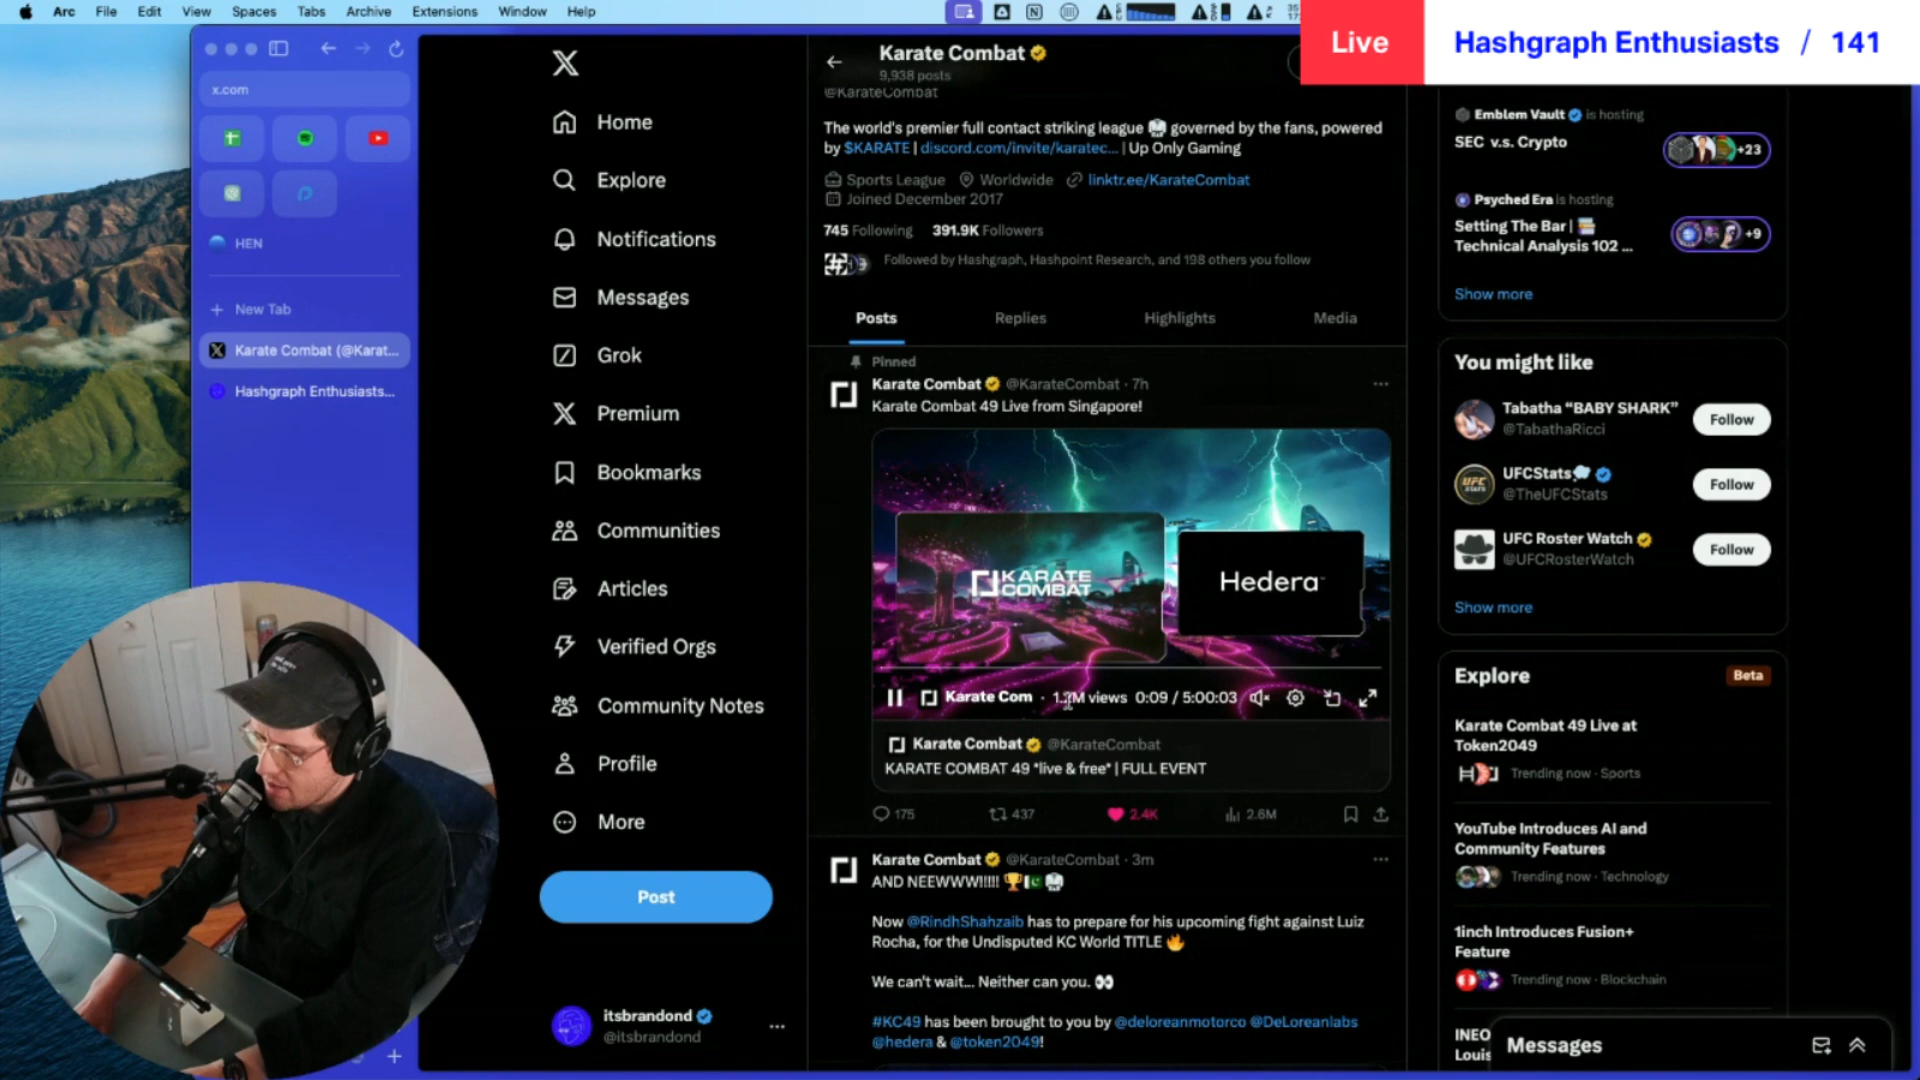 Arc File Edit View Spaces Tabs Archive Extensions Window Help
Live
Hashgraph Enthusiasts / 141
x.com
HEN
+ New Tab
Karate Combat (@Karat...
Hashgraph Enthusiasts...
Home
Explore
Notifications
Messages
Grok
Premium
Bookmarks
Communities
Articles
Verified Orgs
Community Notes
Profile
More
Post
itsbrandond
@itsbrandond
Karate Combat
9,938 posts
@KarateCombat
The world's premier full contact striking league 🥋 governed by the fans, powered
by $KARATE | discord.com/invite/karatec... | Up Only Gaming
Sports League Worldwide linktr.ee/KarateCombat
Joined December 2017
745 Following 391.9K Followers
Followed by Hashgraph, Hashpoint Research, and 198 others you follow
Posts Replies Highlights Media
Pinned
Karate Combat @KarateCombat · 7h
Karate Combat 49 Live from Singapore!
KARATE
COMBAT
Hedera
Karate Com · views 0:09 / 5:00:03
Karate Combat @KarateCombat
KARATE COMBAT 49 *live & free* | FULL EVENT
175 437 2.4K 2.6M
Karate Combat @KarateCombat · 3m
AND NEEWWW!!!!! 🏆🇵🇰🥋
Now @RindhShahzaib has to prepare for his upcoming fight against Luiz
Rocha, for the Undisputed KC World TITLE 🔥
We can't wait... Neither can you. 👀
#KC49 has been brought to you by @deloreanmotorco @DeLoreanlabs
@hedera & @token2049!
Emblem Vault is hosting
SEC v.s. Crypto
+23
Psyched Era is hosting
Setting The Bar | 📚
Technical Analysis 102 ...
+9
Show more
You might like
Tabatha “BABY SHARK”
@TabathaRicci
Follow
UFCStats💭
@TheUFCStats
Follow
UFC Roster Watch
@UFCRosterWatch
Follow
Show more
Explore
Beta
Karate Combat 49 Live at
Token2049
Trending now · Sports
YouTube Introduces AI and
Community Features
Trending now · Technology
1inch Introduces Fusion+
Feature
Trending now · Blockchain
INEO
Louis
Messages